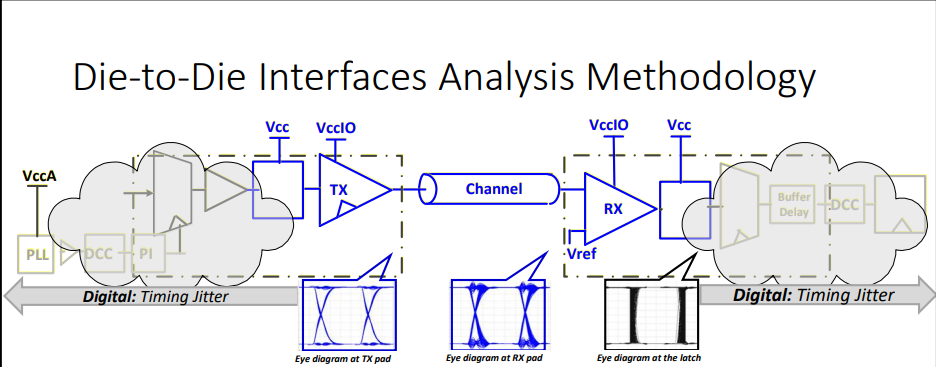 Die-to-Die Interfaces Analysis Methodology
Vcc
VccIO
VccIO
Vcc
VccA
TX
Channel
RX
Buffer
Delay
DCC
PLL
DCC
PI
Vref
Digital: Timing Jitter
Digital: Timing Jitter
Eye diagram at TX pad
Eye diagram at RX pad
Eye diagram at the latch